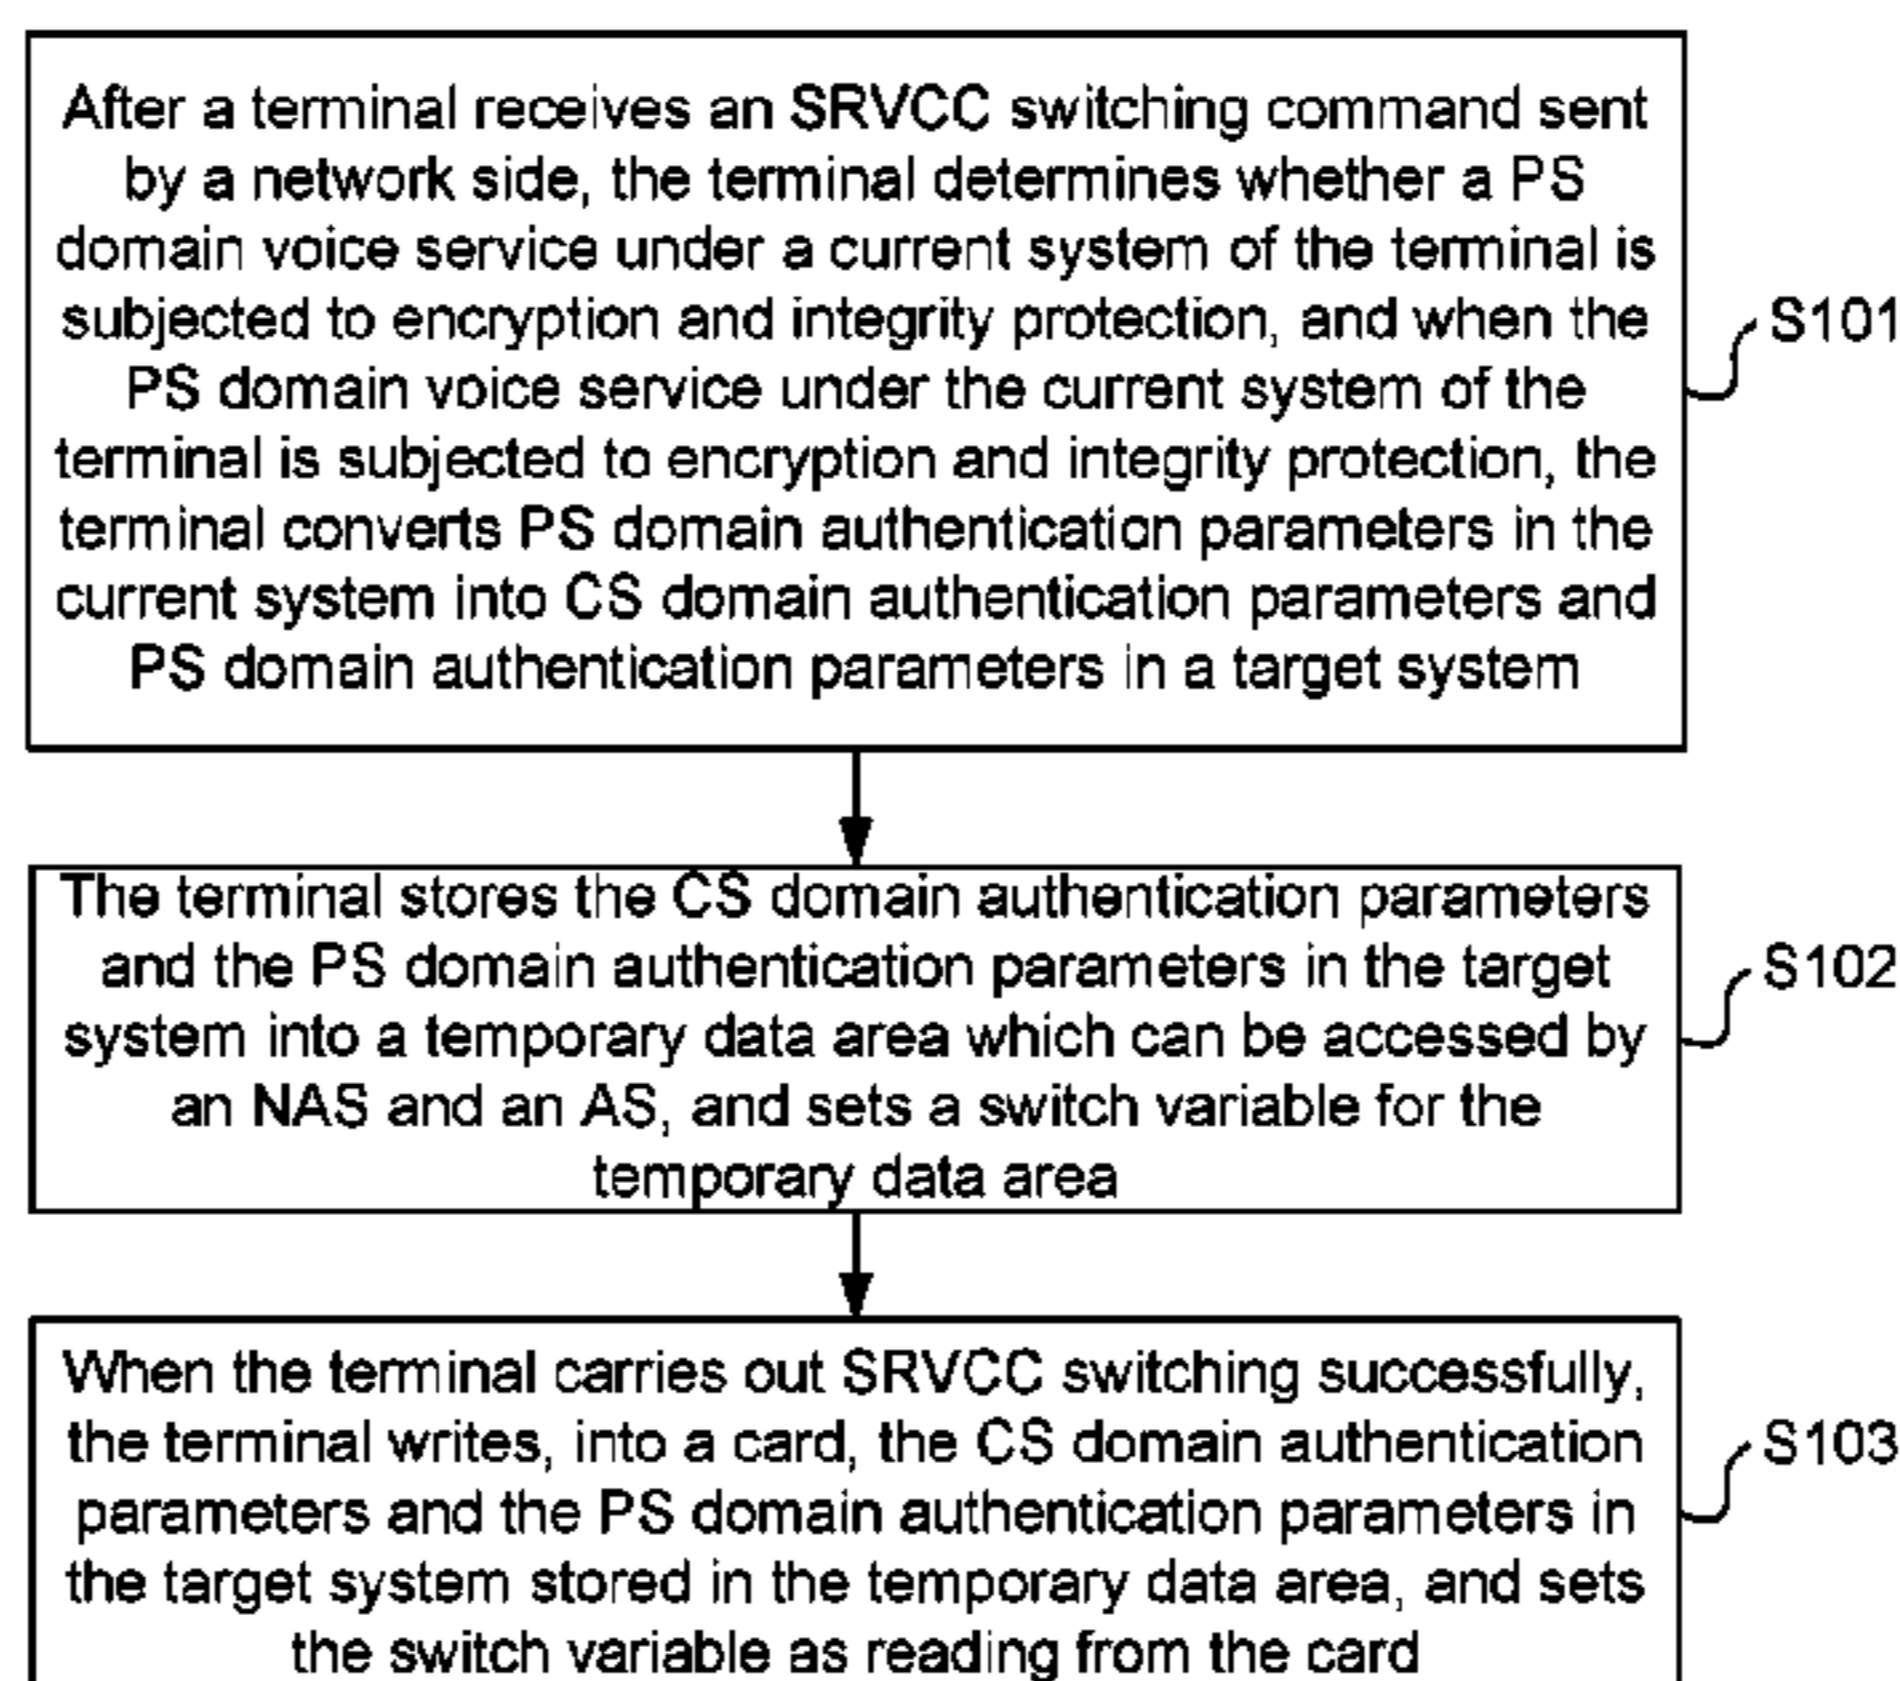 After a terminal receives an SRVCC switching command sent
by a network side, the terminal determines whether a PS
domain voice service under a current system of the terminal is
subjected to encryption and integrity protection, and when the
PS domain voice service under the current system of the
terminal is subjected to encryption and integrity protection, the
terminal converts PS domain authentication parameters in the
current system into CS domain authentication parameters and
PS domain authentication parameters in a target system
S101
The terminal stores the CS domain authentication parameters
and the PS domain authentication parameters in the target
system into a temporary data area which can be accessed by
an NAS and an AS, and sets a switch variable for the
temporary data area
S102
When the terminal carries out SRVCC switching successfully,
the terminal writes, into a card, the CS domain authentication
parameters and the PS domain authentication parameters in
the target system stored in the temporary data area, and sets
the switch variable as reading from the card
S103